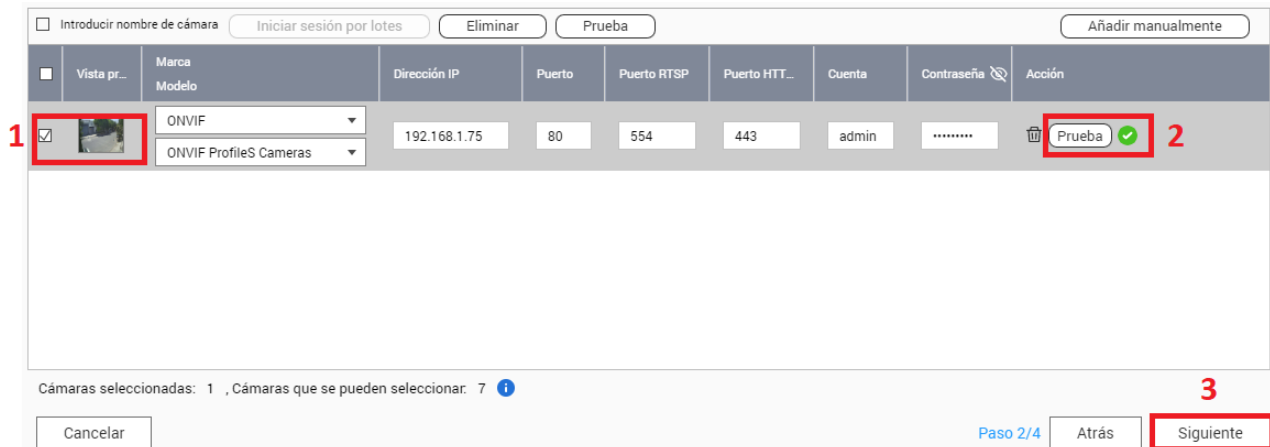 Introducir nombre de cámara Iniciar sesión por lotes Eliminar Prueba Añadir manualmente
Vista pr... Marca Modelo Dirección IP Puerto Puerto RTSP Puerto HTT... Cuenta Contraseña Acción
1 ONVIF 192.168.1.75 80 554 443 admin ········· Prueba 2
ONVIF ProfileS Cameras
Cámaras seleccionadas: 1 , Cámaras que se pueden seleccionar: 7
3
Cancelar Paso 2/4 Atrás Siguiente